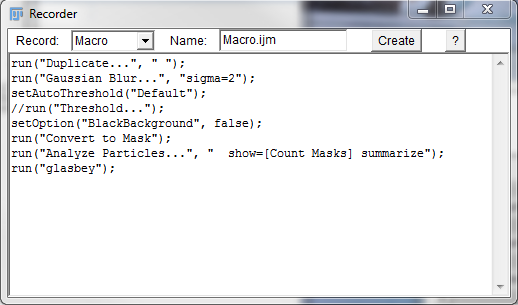 Recorder
Record: Macro Name: Macro.ijm Create ?
run("Duplicate...", " ");
run("Gaussian Blur...", "sigma=2");
setAutoThreshold("Default");
//run("Threshold...");
setOption("BlackBackground", false);
run("Convert to Mask");
run("Analyze Particles...", "  show=[Count Masks] summarize");
run("glasbey");